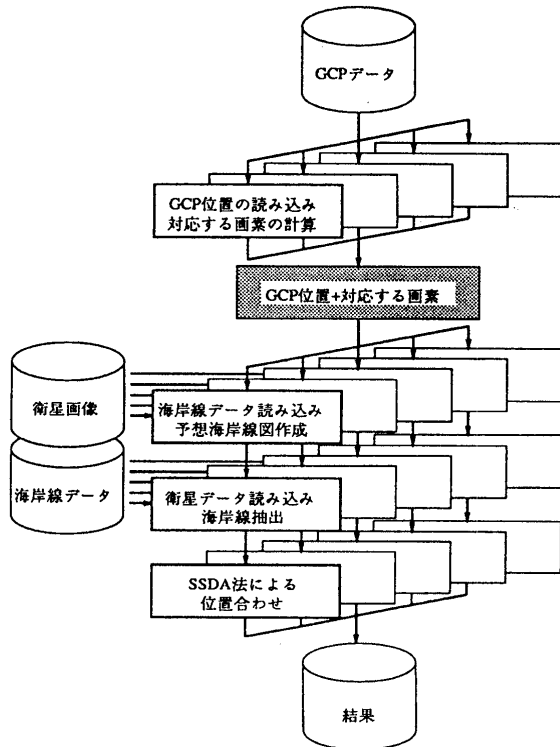 GCPデータ
GCP位置の読み込み
対応する画素の計算
GCP位置+対応する画素
衛星画像
海岸線データ読み込み
予想海岸線図作成
海岸線データ
衛星データ読み込み
海岸線抽出
SSDA法による
位置合わせ
結果